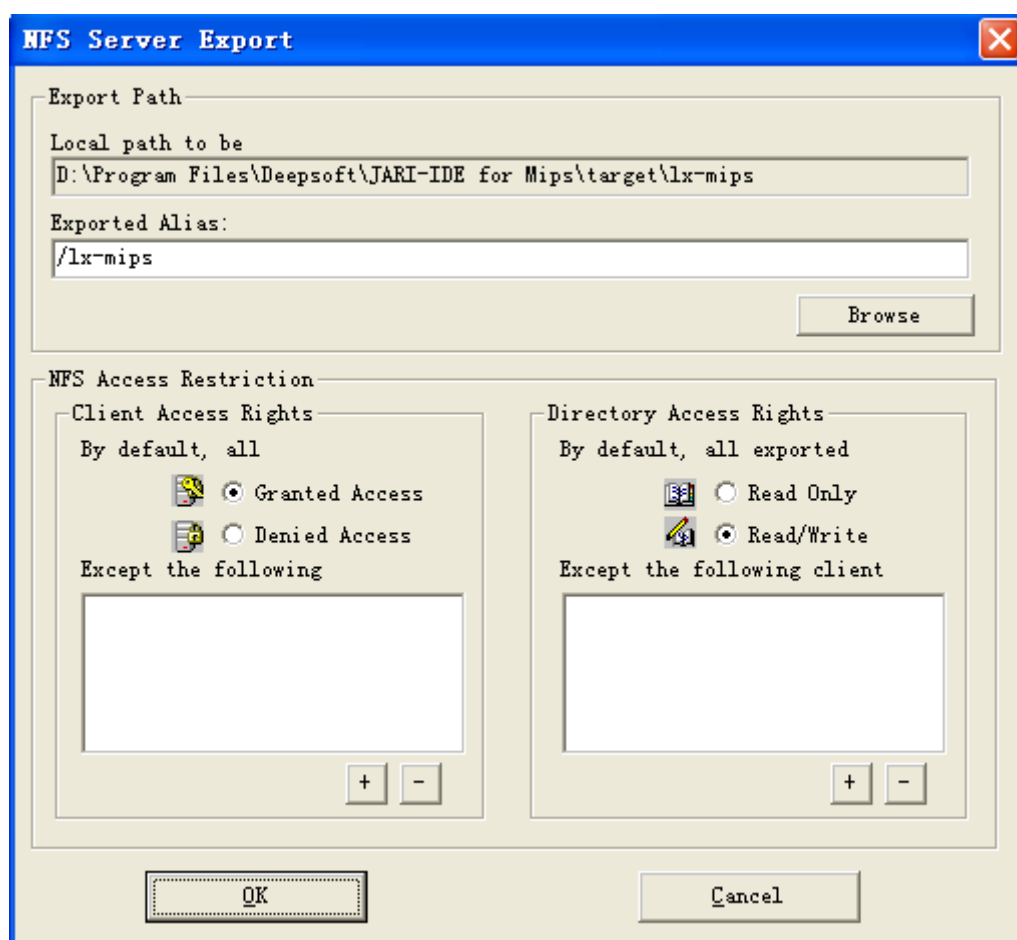 NFS Server Export
Export Path
Local path to be
D:\Program Files\Deepsoft\JARI-IDE for Mips\target\lx-mips
Exported Alias:
/lx-mips
Browse
NFS Access Restriction
Client Access Rights
By default, all
Granted Access
Denied Access
Except the following
+ -
Directory Access Rights
By default, all exported
Read Only
Read/Write
Except the following client
+ -
OK
Cancel